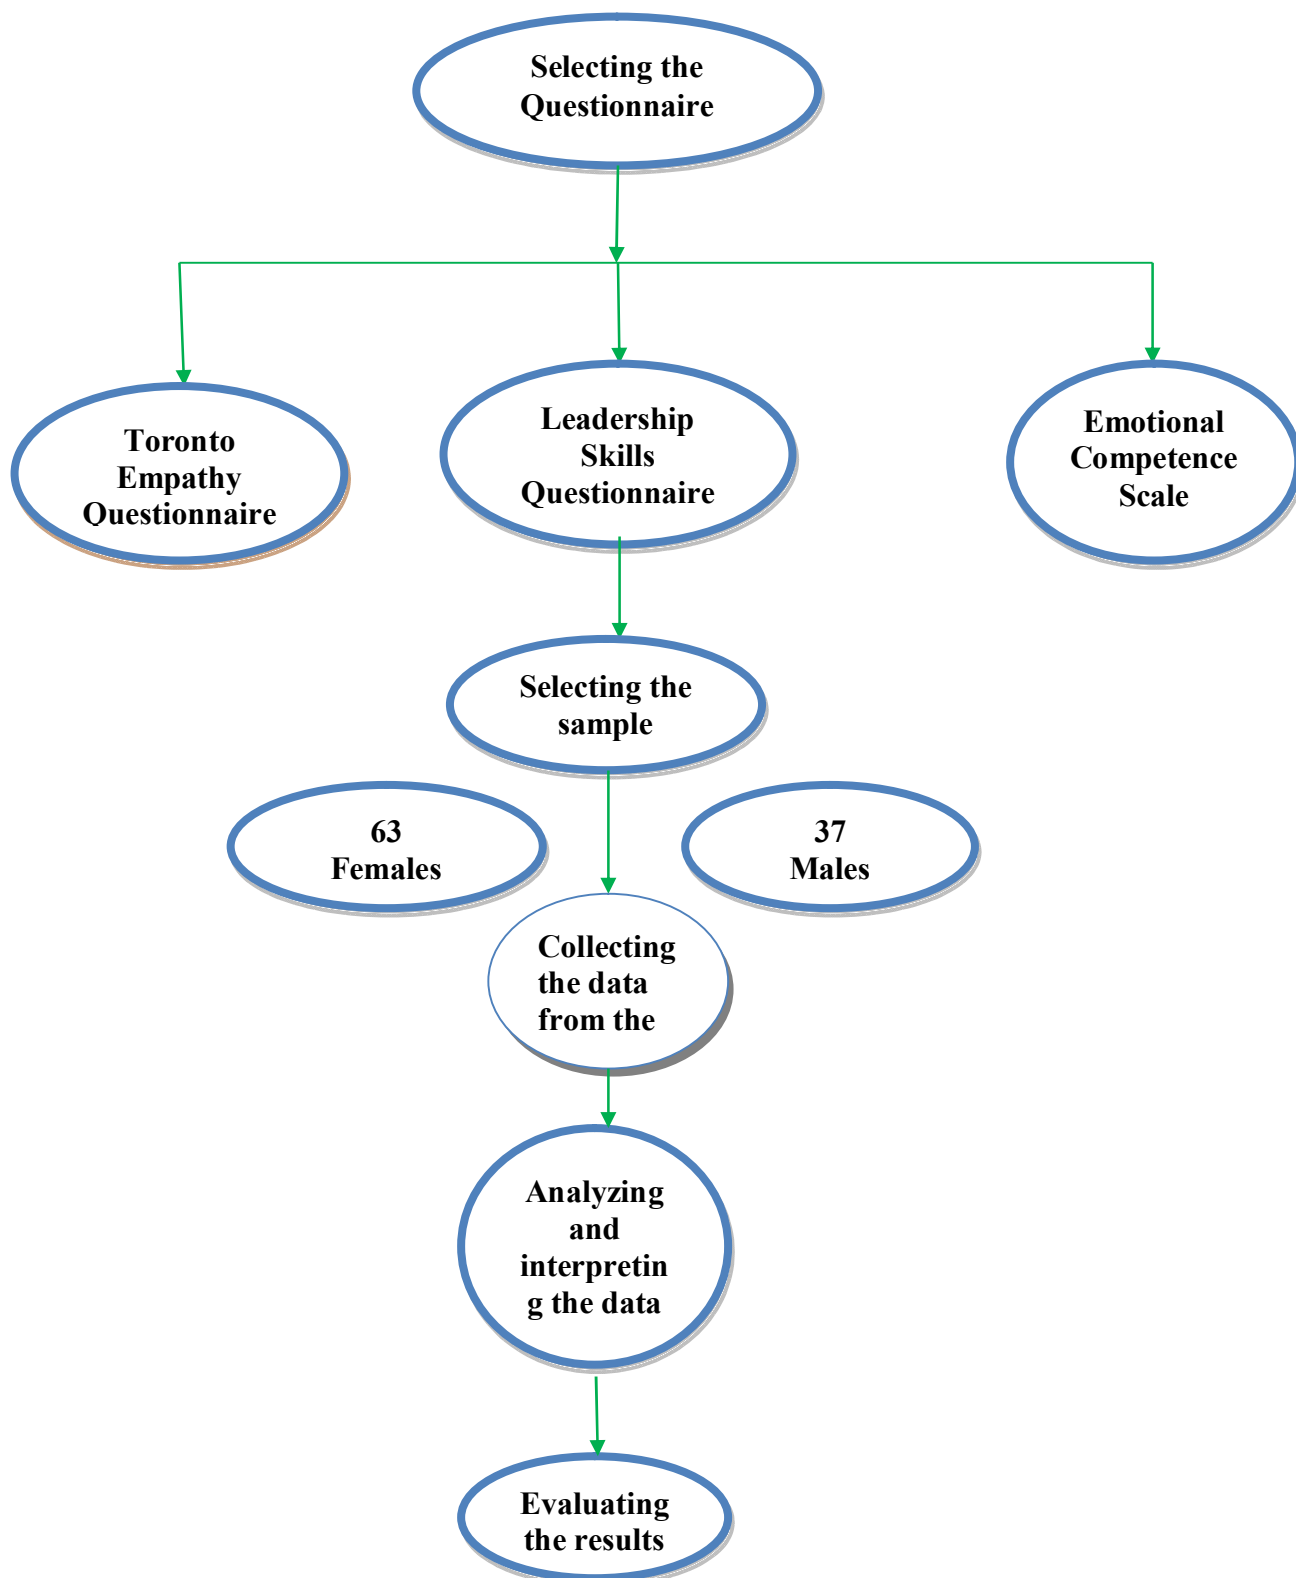 Selecting the
Questionnaire
Toronto
Empathy
Questionnaire
Leadership
Skills
Questionnaire
Emotional
Competence
Scale
Selecting the
sample
63
Females
37
Males
Collecting
the data
from the
Analyzing
and
interpretin
g the data
Evaluating
the results